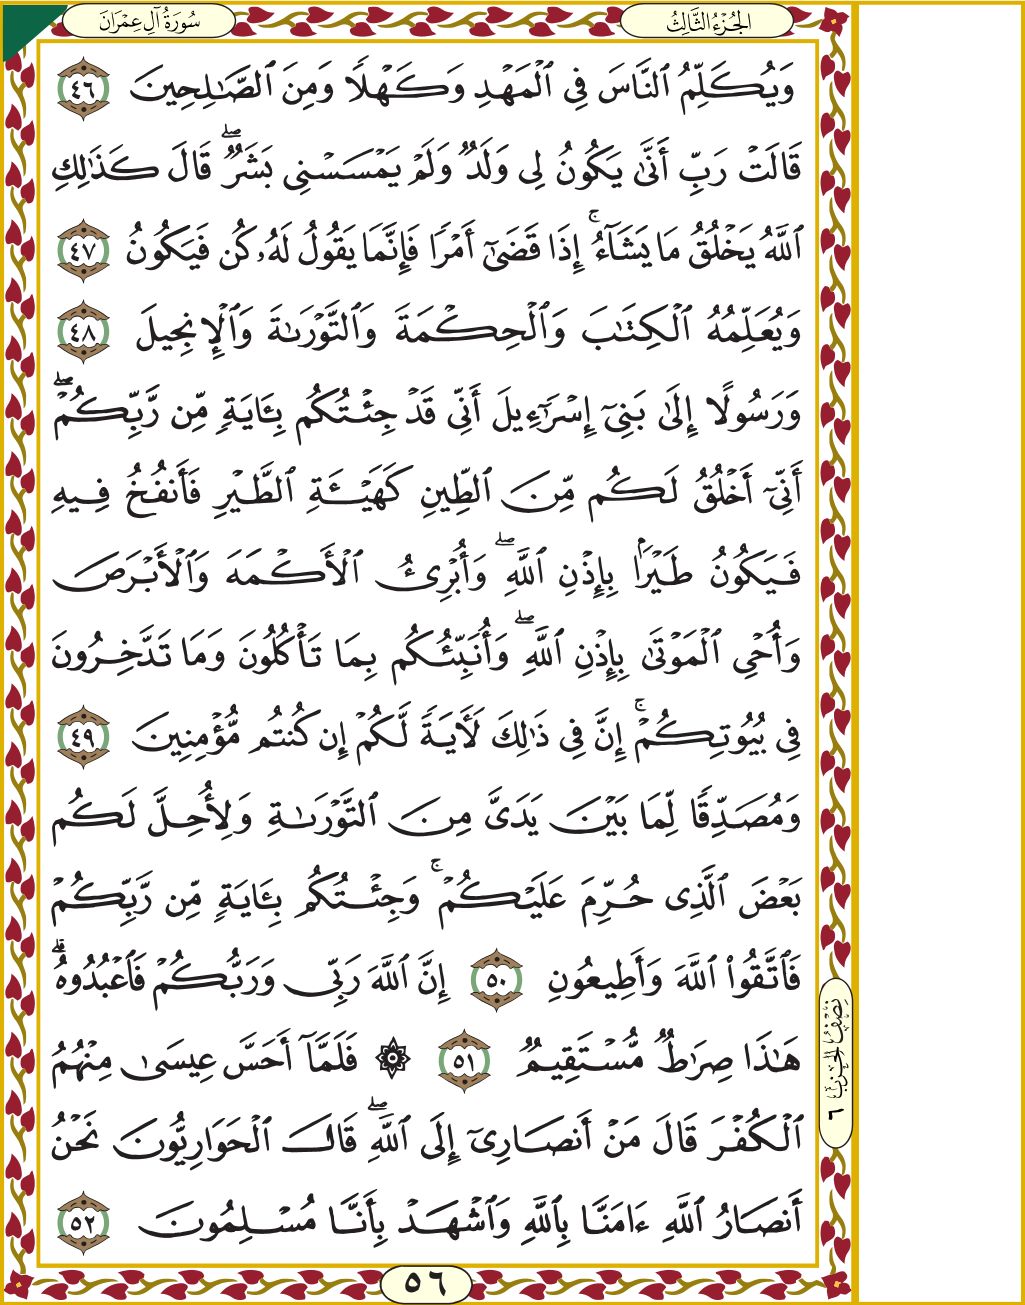 الجُزْءُ الثَّالِثُ
سُورَةُ آلِ عِمْرَانَ
وَيُكَلِّمُ ٱلنَّاسَ فِي ٱلْمَهْدِ وَكَهْلًا وَمِنَ ٱلصَّٰلِحِينَ ٤٦
قَالَتْ رَبِّ أَنَّىٰ يَكُونُ لِي وَلَدٌ وَلَمْ يَمْسَسْنِي بَشَرٌ ۖ قَالَ كَذَٰلِكِ
ٱللَّهُ يَخْلُقُ مَا يَشَآءُ ۚ إِذَا قَضَىٰٓ أَمْرًا فَإِنَّمَا يَقُولُ لَهُۥ كُن فَيَكُونُ ٤٧
وَيُعَلِّمُهُ ٱلْكِتَٰبَ وَٱلْحِكْمَةَ وَٱلتَّوْرَىٰةَ وَٱلْإِنجِيلَ ٤٨
وَرَسُولًا إِلَىٰ بَنِيٓ إِسْرَٰٓءِيلَ أَنِّي قَدْ جِئْتُكُم بِـَٔايَةٍ مِّن رَّبِّكُمْ ۖ
أَنِّيٓ أَخْلُقُ لَكُم مِّنَ ٱلطِّينِ كَهَيْـَٔةِ ٱلطَّيْرِ فَأَنفُخُ فِيهِ
فَيَكُونُ طَيْرًۢا بِإِذْنِ ٱللَّهِ ۖ وَأُبْرِئُ ٱلْأَكْمَهَ وَٱلْأَبْرَصَ
وَأُحْيِ ٱلْمَوْتَىٰ بِإِذْنِ ٱللَّهِ ۖ وَأُنَبِّئُكُم بِمَا تَأْكُلُونَ وَمَا تَدَّخِرُونَ
فِي بُيُوتِكُمْ ۚ إِنَّ فِي ذَٰلِكَ لَأٓيَةً لَّكُمْ إِن كُنتُم مُّؤْمِنِينَ ٤٩
وَمُصَدِّقًا لِّمَا بَيْنَ يَدَيَّ مِنَ ٱلتَّوْرَىٰةِ وَلِأُحِلَّ لَكُم
بَعْضَ ٱلَّذِي حُرِّمَ عَلَيْكُمْ ۚ وَجِئْتُكُم بِـَٔايَةٍ مِّن رَّبِّكُمْ
فَٱتَّقُوا۟ ٱللَّهَ وَأَطِيعُونِ ٥٠ إِنَّ ٱللَّهَ رَبِّي وَرَبُّكُمْ فَٱعْبُدُوهُ ۗ
هَٰذَا صِرَٰطٌ مُّسْتَقِيمٌ ٥١ ۞ فَلَمَّآ أَحَسَّ عِيسَىٰ مِنْهُمُ
ٱلْكُفْرَ قَالَ مَنْ أَنصَارِيٓ إِلَى ٱللَّهِ ۖ قَالَ ٱلْحَوَارِيُّونَ نَحْنُ
أَنصَارُ ٱللَّهِ ءَامَنَّا بِٱللَّهِ وَٱشْهَدْ بِأَنَّا مُسْلِمُونَ ٥٢
نِصْفُ الحِزْبِ ٦
٥٦